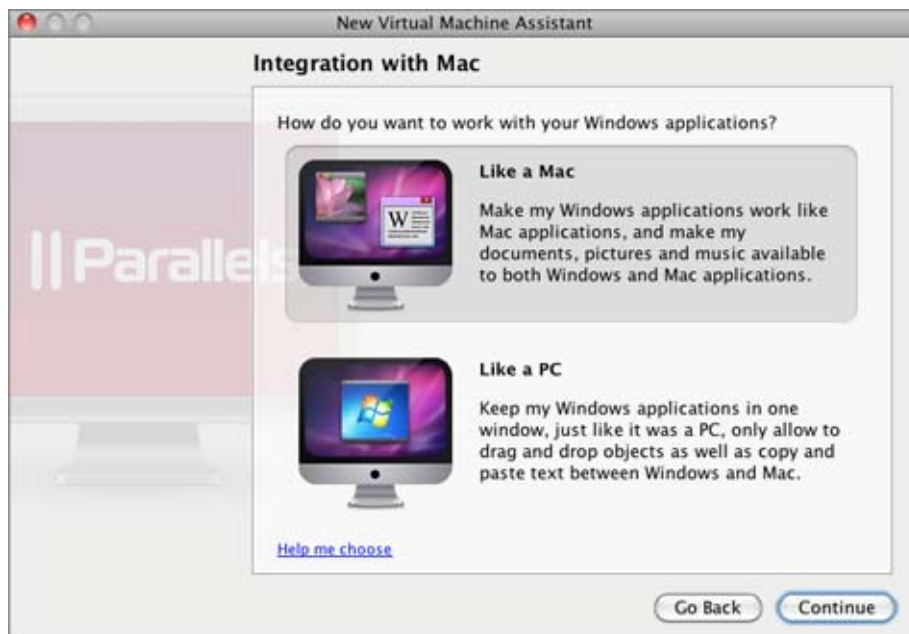 New Virtual Machine Assistant
Integration with Mac
|| Parallels
How do you want to work with your Windows applications?
Like a Mac
Make my Windows applications work like
Mac applications, and make my
documents, pictures and music available
to both Windows and Mac applications.
W
Like a PC
Keep my Windows applications in one
window, just like it was a PC, only allow to
drag and drop objects as well as copy and
paste text between Windows and Mac.
Help me choose
Go Back
Continue